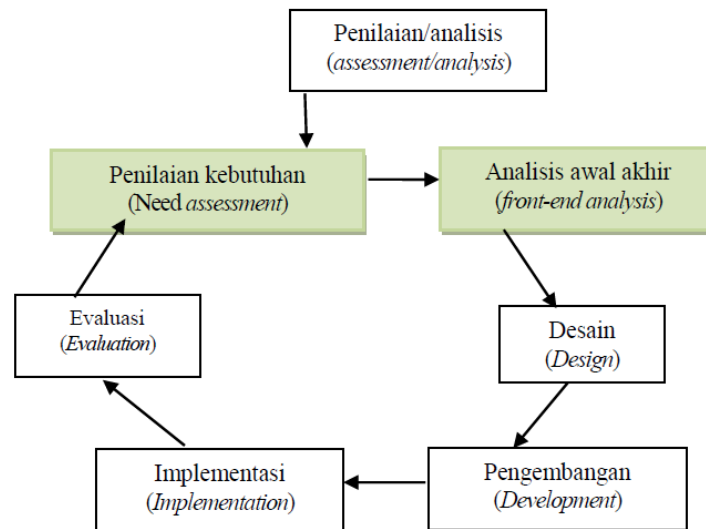 Penilaian/analisis
(assessment/analysis)
Penilaian kebutuhan
(Need assessment)
Analisis awal akhir
(front-end analysis)
Evaluasi
(Evaluation)
Desain
(Design)
Implementasi
(Implementation)
Pengembangan
(Development)